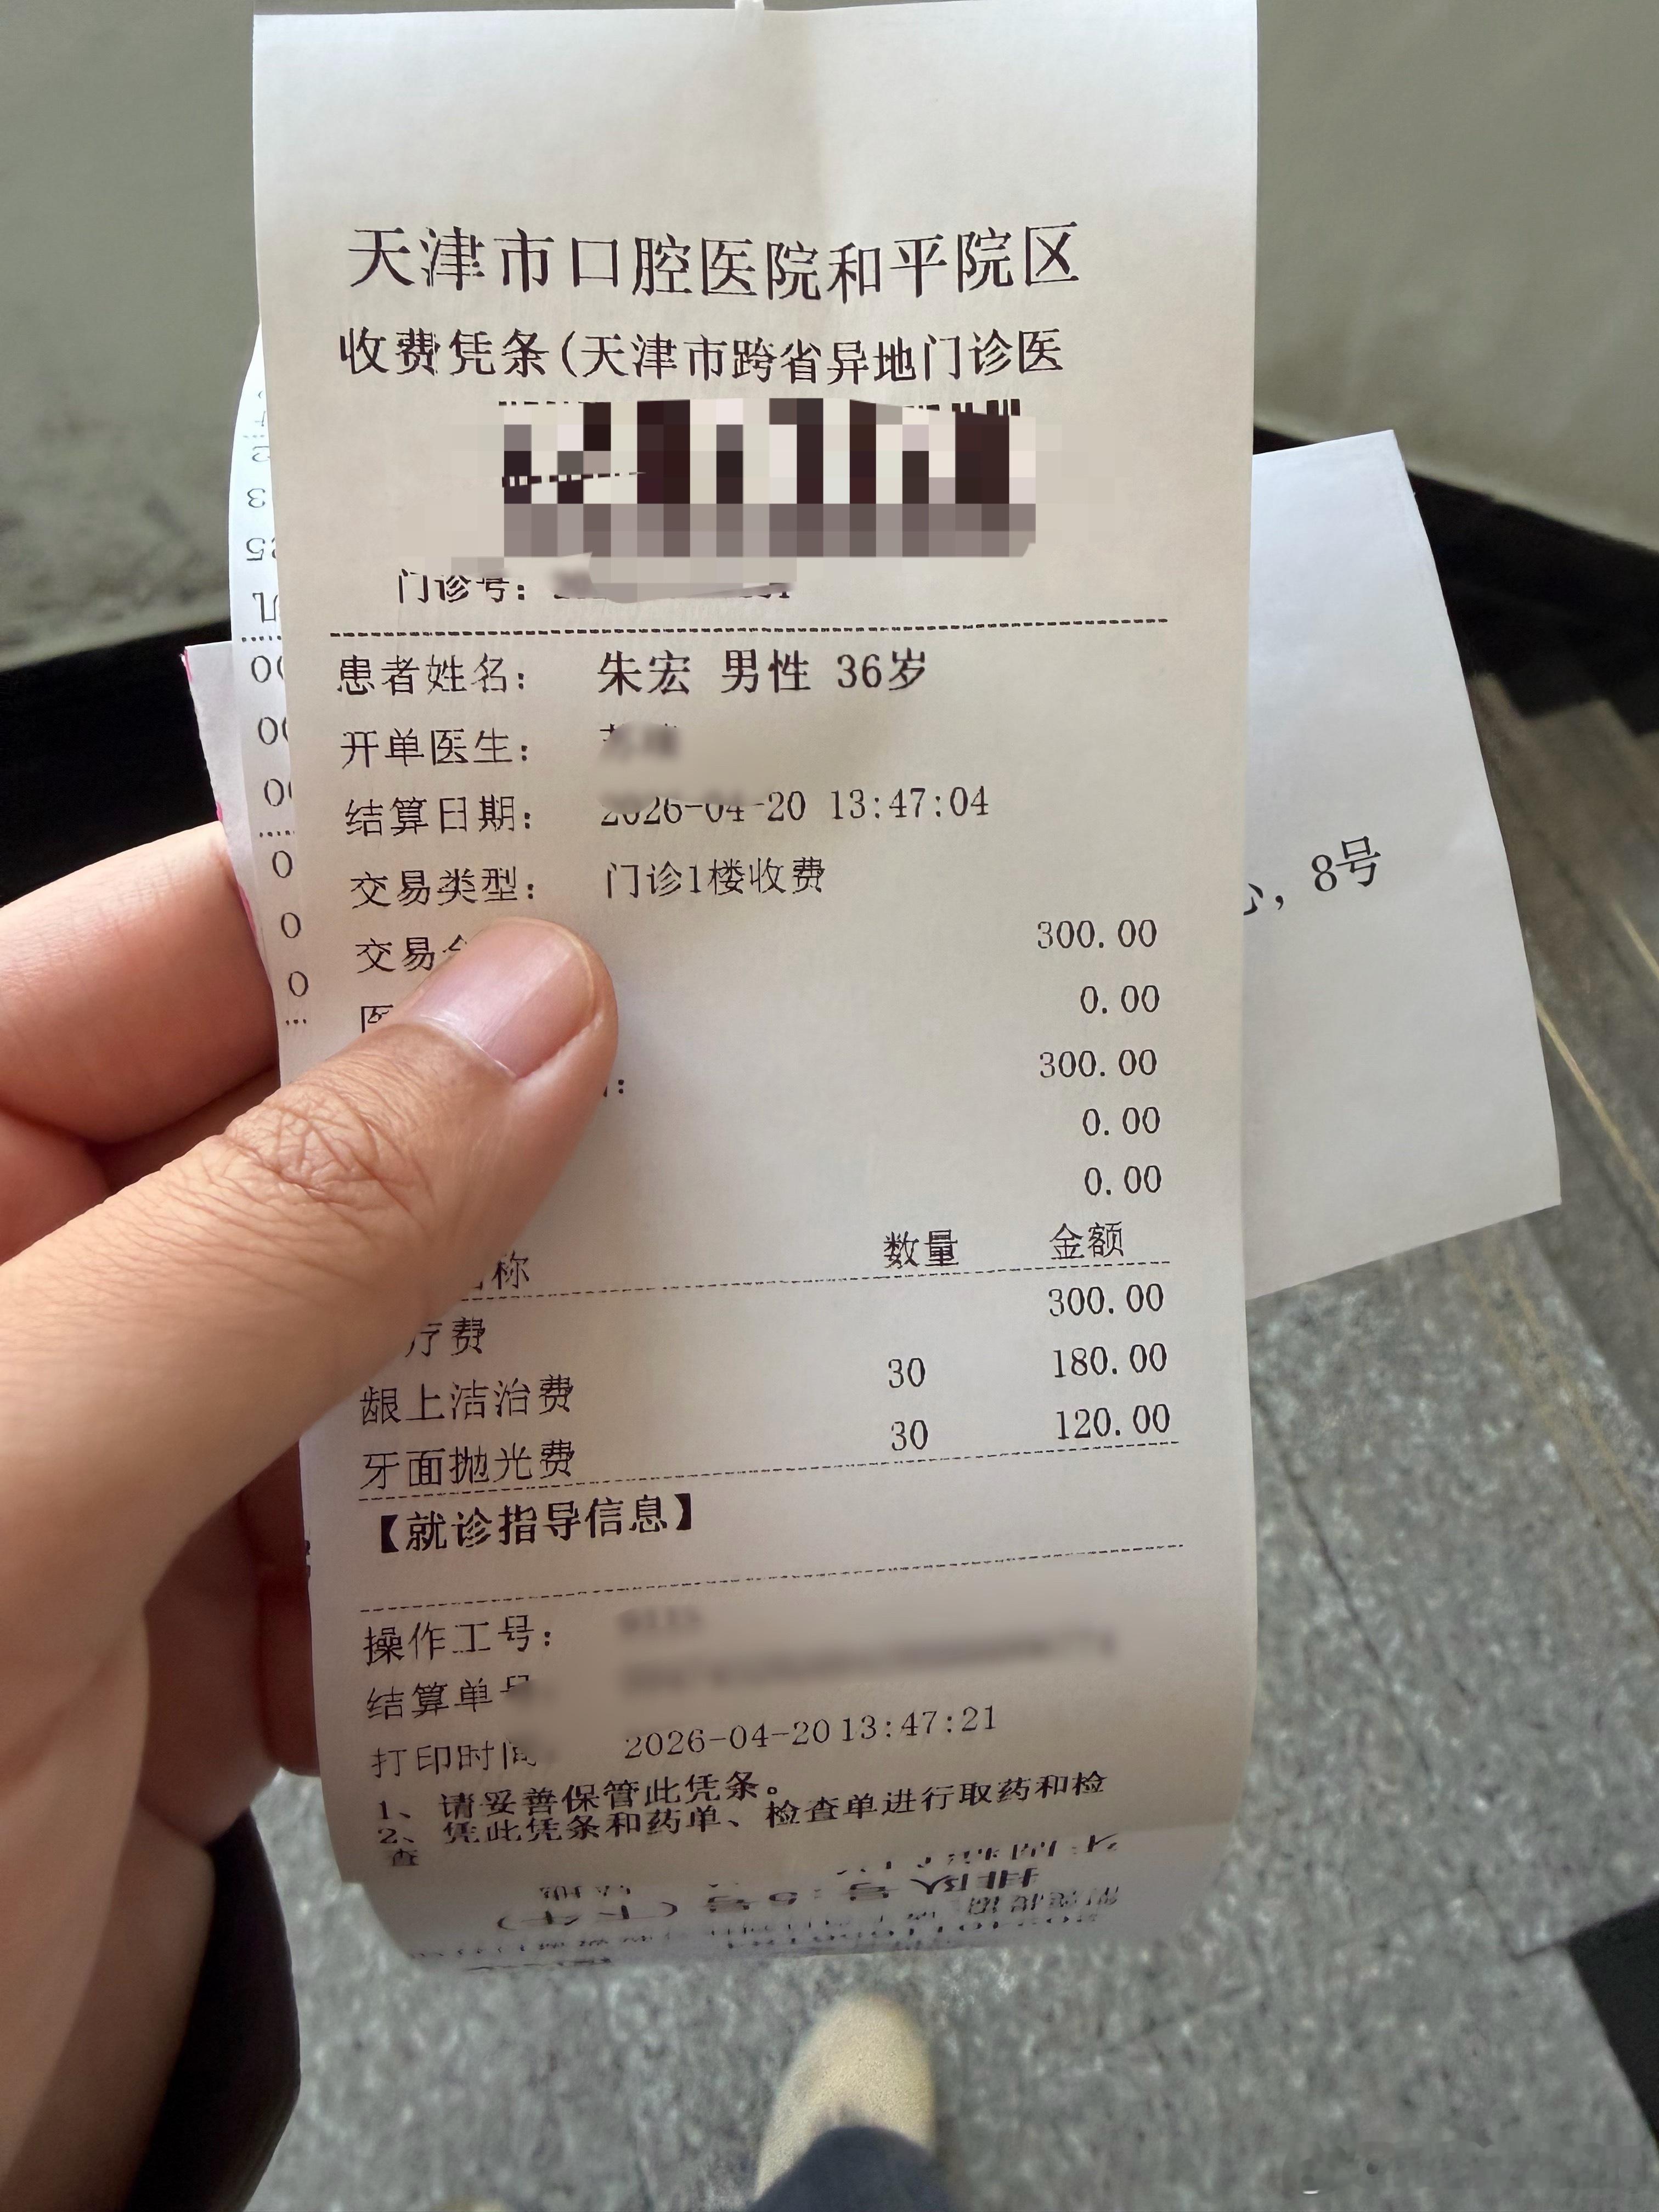 天津市口腔医院和平院区
收费凭条(天津市跨省异地门诊医
门诊号:
患者姓名: 朱宏 男性 36岁
开单医生:
结算日期: 2026-04-20 13:47:04
交易类型: 门诊1楼收费
交易 300.00
医 0.00
: 300.00
0.00
0.00
称 数量 金额
疗费 300.00
龈上洁治费 30 180.00
牙面抛光费 30 120.00
【就诊指导信息】
操作工号:
结算单号
打印时间: 2026-04-20 13:47:21
1、请妥善保管此凭条。
2、凭此凭条和药单、检查单进行取药和检
查
, 8号